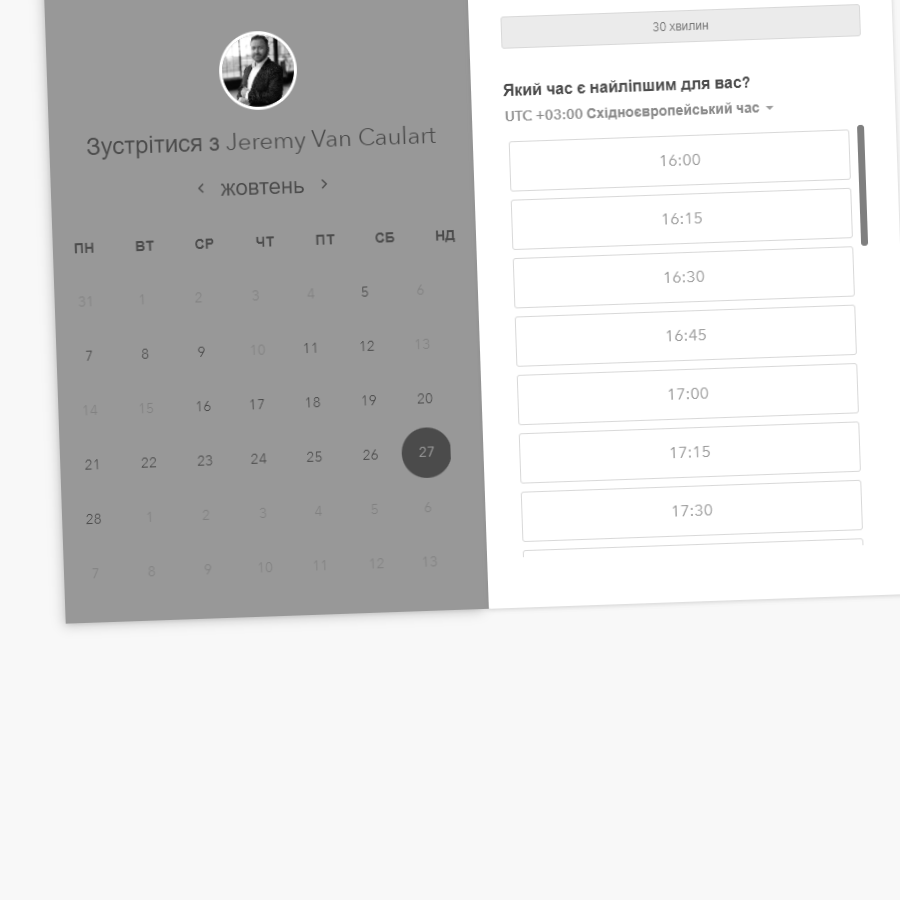 Зустрітися з Jeremy Van Caulart
‹ жовтень ›
ПН ВТ СР ЧТ ПТ СБ НД
31 1 2 3 4 5 6
7 8 9 10 11 12 13
14 15 16 17 18 19 20
21 22 23 24 25 26 27
28 1 2 3 4 5 6
7 8 9 10 11 12 13
30 хвилин
Який час є найліпшим для вас?
UTC +03:00 Східноєвропейський час
16:00
16:15
16:30
16:45
17:00
17:15
17:30